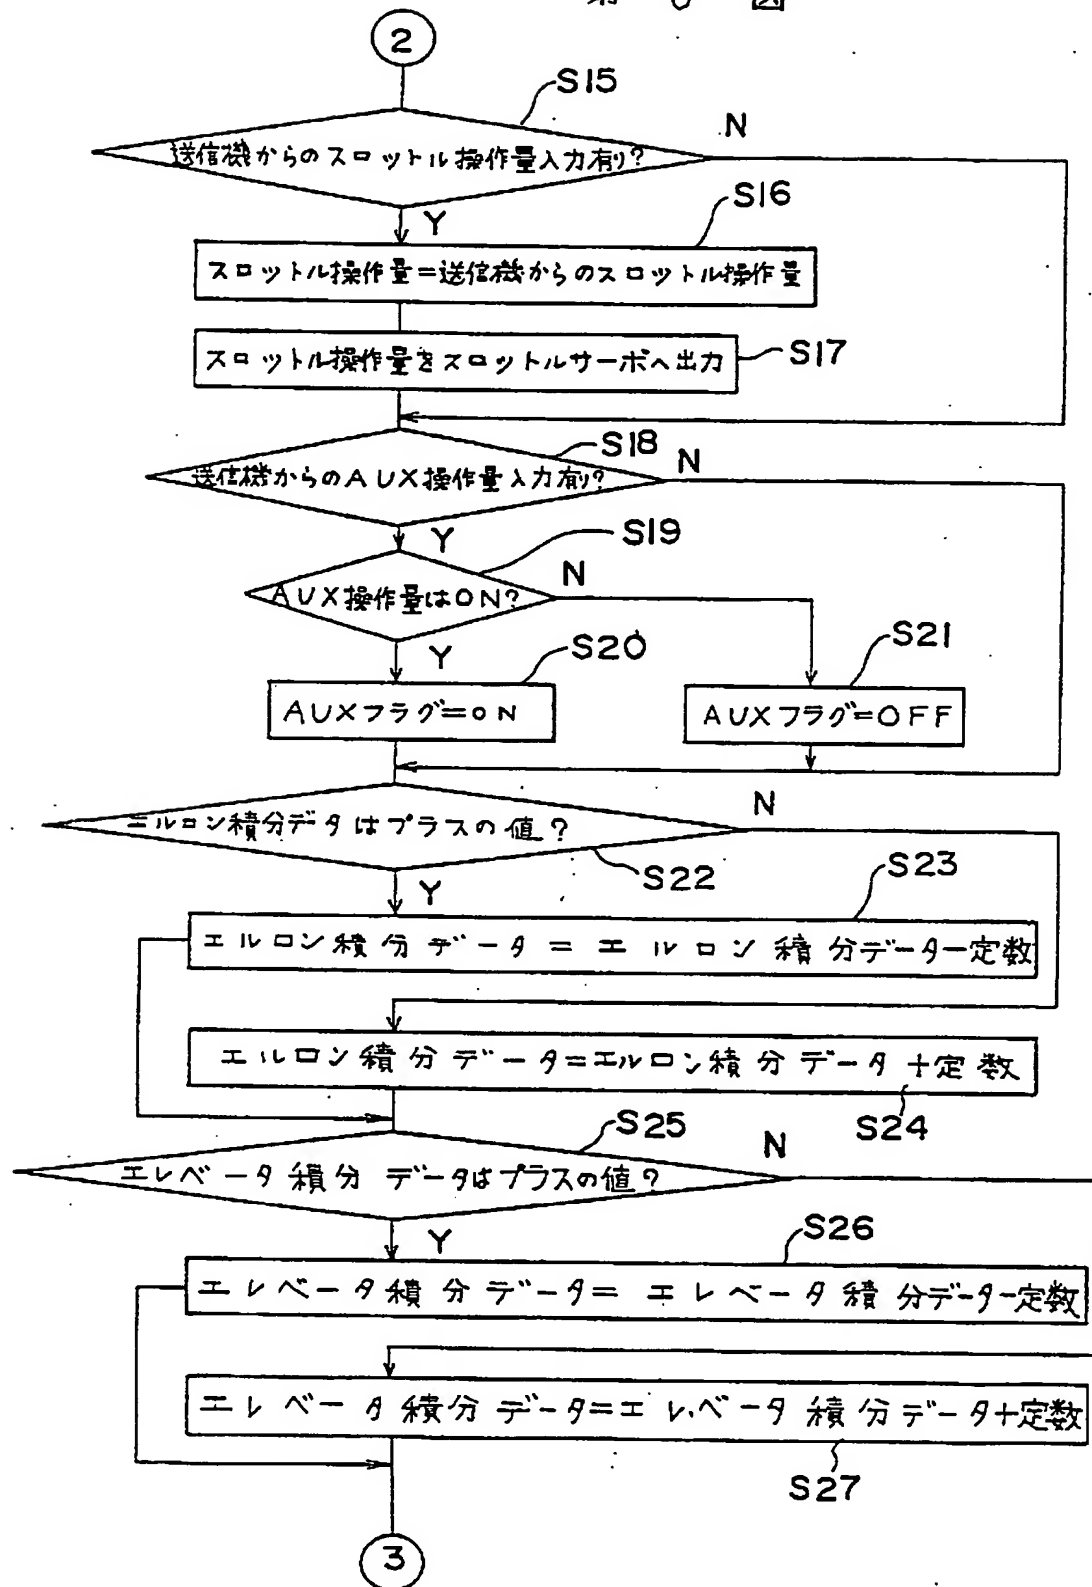 第 6 図
2
S15
送信機からのスロットル操作量入力有り?
N
Y
S16
スロットル操作量=送信機からのスロットル操作量
スロットル操作量をスロットルサーボへ出力
S17
S18
送信機からのAUX操作量入力有り?
N
Y
S19
AUX操作量はON?
N
Y
S20
S21
AUXフラグ=ON
AUXフラグ=OFF
エルロン積分データはプラスの値?
N
S22
Y
S23
エルロン積分データ=エルロン積分データ-定数
エルロン積分データ=エルロン積分データ+定数
S24
S25
エレベータ積分データはプラスの値?
N
Y
S26
エレベータ積分データ=エレベータ積分データ-定数
エレベータ積分データ=エレベータ積分データ+定数
S27
3